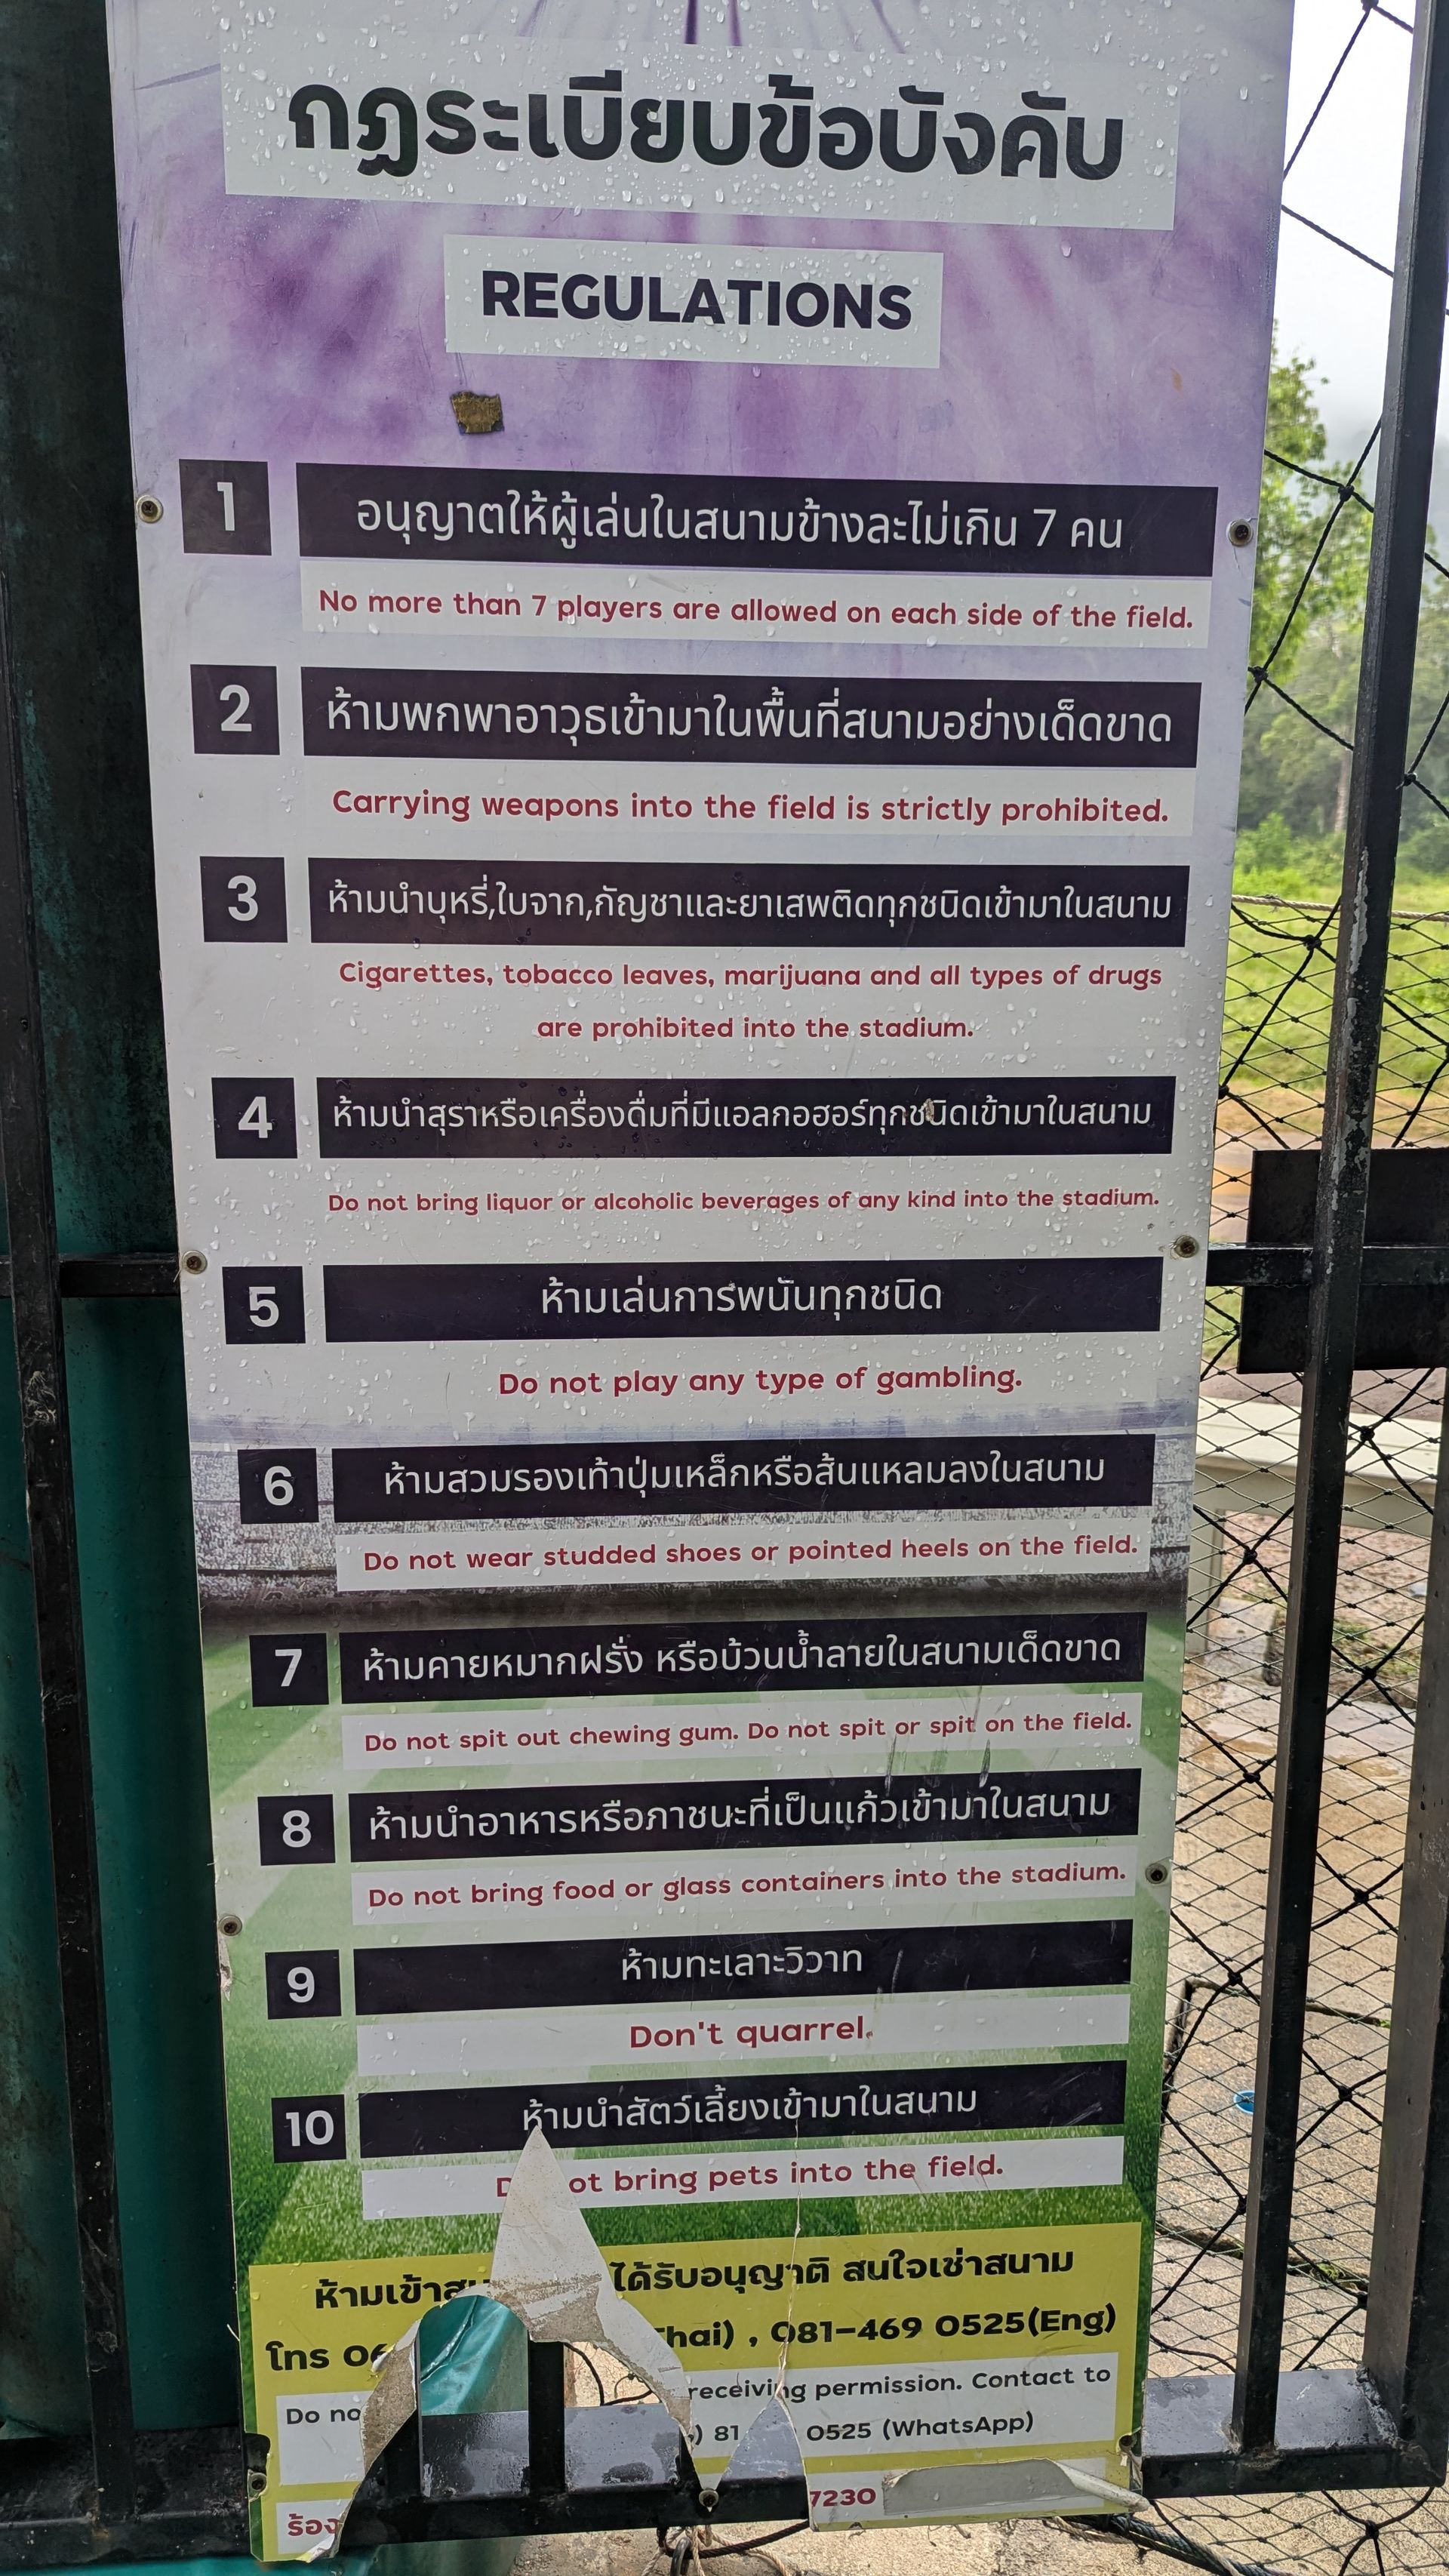 กฎระเบียบข้อบังคับ
REGULATIONS
1
อนุญาตให้ผู้เล่นในสนามข้างละไม่เกิน 7 คน
No more than 7 players are allowed on each side of the field.
2
ห้ามพกพาอาวุธเข้ามาในพื้นที่สนามอย่างเด็ดขาด
Carrying weapons into the field is strictly prohibited.
3
ห้ามนำบุหรี่,ใบจาก,กัญชาและยาเสพติดทุกชนิดเข้ามาในสนาม
Cigarettes, tobacco leaves, marijuana and all types of drugs
are prohibited into the stadium.
4
ห้ามนำสุราหรือเครื่องดื่มที่มีแอลกอฮอร์ทุกชนิดเข้ามาในสนาม
Do not bring liquor or alcoholic beverages of any kind into the stadium.
5
ห้ามเล่นการพนันทุกชนิด
Do not play any type of gambling.
6
ห้ามสวมรองเท้าปุ่มเหล็กหรือส้นแหลมลงในสนาม
Do not wear studded shoes or pointed heels on the field.
7
ห้ามคายหมากฝรั่ง หรือบ้วนน้ำลายในสนามเด็ดขาด
Do not spit out chewing gum. Do not spit or spit on the field.
8
ห้ามนำอาหารหรือภาชนะที่เป็นแก้วเข้ามาในสนาม
Do not bring food or glass containers into the stadium.
9
ห้ามทะเลาะวิวาท
Don't quarrel.
10
ห้ามนำสัตว์เลี้ยงเข้ามาในสนาม
bring pets into the field.
ห้ามเข้า ได้รับอนุญาติ สนใจเช่าสนาม
โทร , 081-469 0525(Eng)
Do receiving permission. Contact to
81 0525 (WhatsApp)
7230